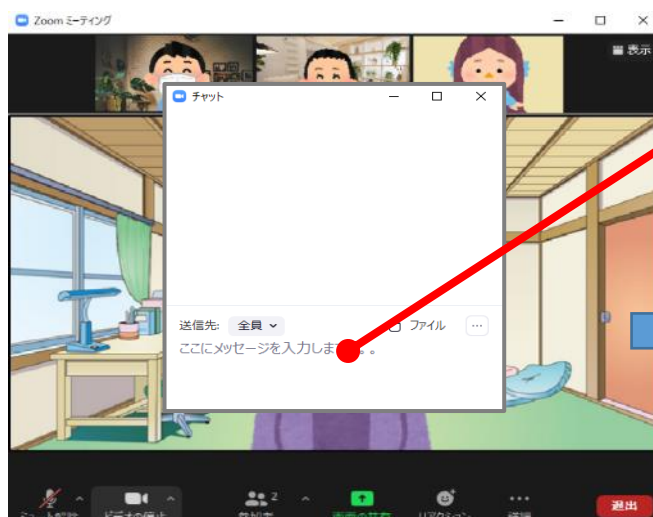 Zoom ミーティング
表示
チャット
送信先: 全員
ファイル
ここにメッセージを入力しま
。。
2
退出